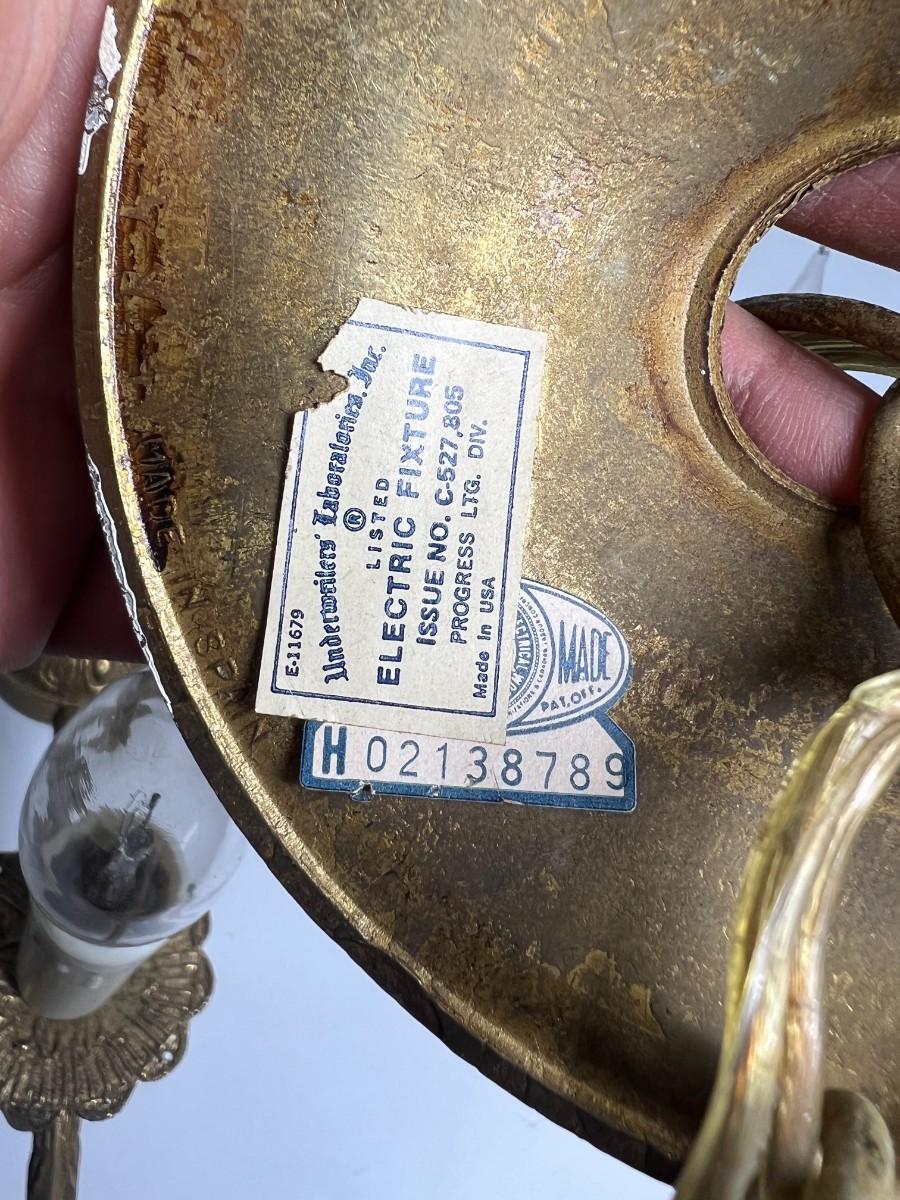 E-11679
Underwriters' Laboratories, Inc.
®
LISTED
ELECTRIC FIXTURE
ISSUE NO. C-527,805
PROGRESS LTG. DIV.
Made In USA
MADE
PAT. OFF.
H 02138789
MADE IN SPA